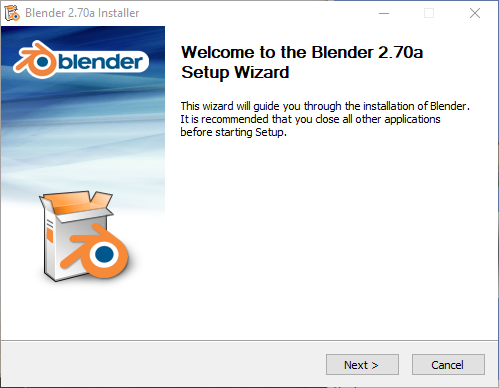 Blender 2.70a Installer
blender
Welcome to the Blender 2.70a
Setup Wizard
This wizard will guide you through the installation of Blender.
It is recommended that you close all other applications
before starting Setup.
Next >
Cancel